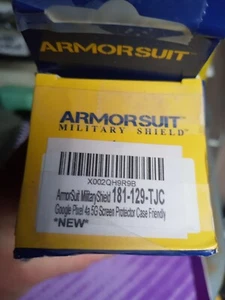 ARMORSUIT
ARMORSUIT
MILITARY SHIELD
X002QH9R9B
ArmorSuit MilitaryShield 181-129-TJC
Google Pixel 4a 5G Screen Protector Case Friendly
*NEW*